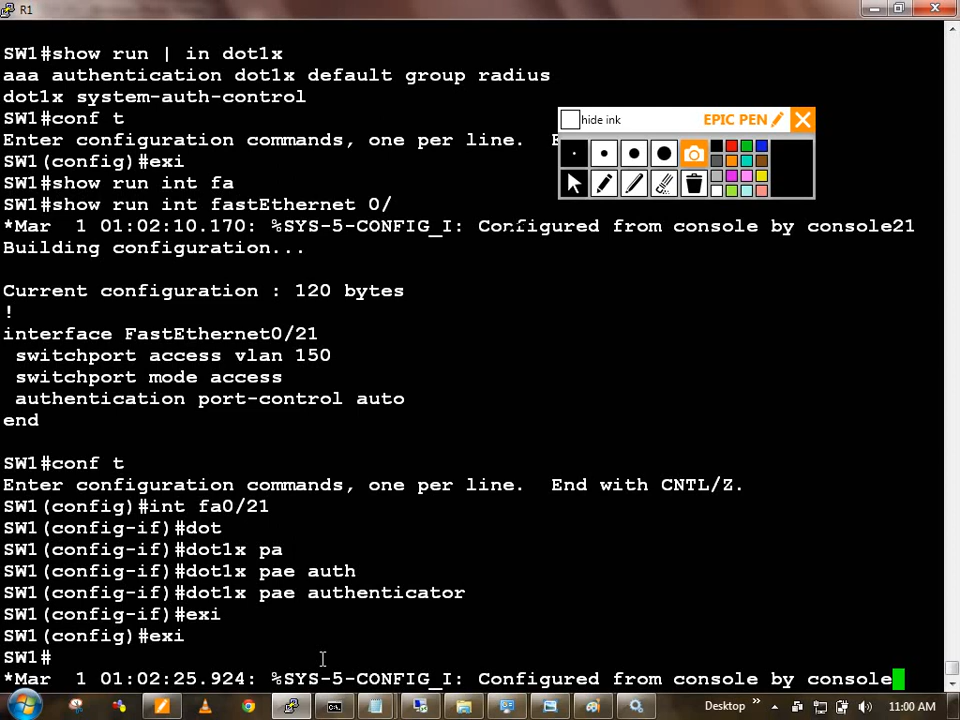 R1
SW1#show run | in dot1x
aaa authentication dot1x default group radius
dot1x system-auth-control
SW1#conf t
Enter configuration commands, one per line.  E
SW1(config)#exi
SW1#show run int fa
SW1#show run int fastEthernet 0/
*Mar  1 01:02:10.170: %SYS-5-CONFIG_I: Configured from console by console21
Building configuration...
Current configuration : 120 bytes
!
interface FastEthernet0/21
 switchport access vlan 150
 switchport mode access
 authentication port-control auto
end
SW1#conf t
Enter configuration commands, one per line.  End with CNTL/Z.
SW1(config)#int fa0/21
SW1(config-if)#dot
SW1(config-if)#dot1x pa
SW1(config-if)#dot1x pae auth
SW1(config-if)#dot1x pae authenticator
SW1(config-if)#exi
SW1(config)#exi
SW1#
*Mar  1 01:02:25.924: %SYS-5-CONFIG_I: Configured from console by console
hide ink
EPIC PEN
Desktop
11:00 AM